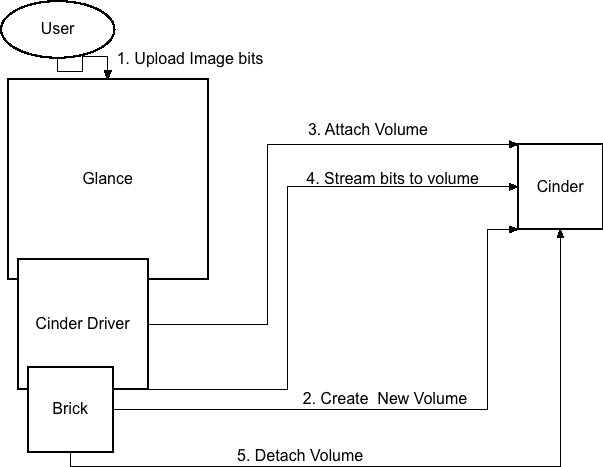 User
1. Upload Image bits
Glance
3. Attach Volume
4. Stream bits to volume
Cinder
Cinder Driver
2. Create  New Volume
Brick
5. Detach Volume